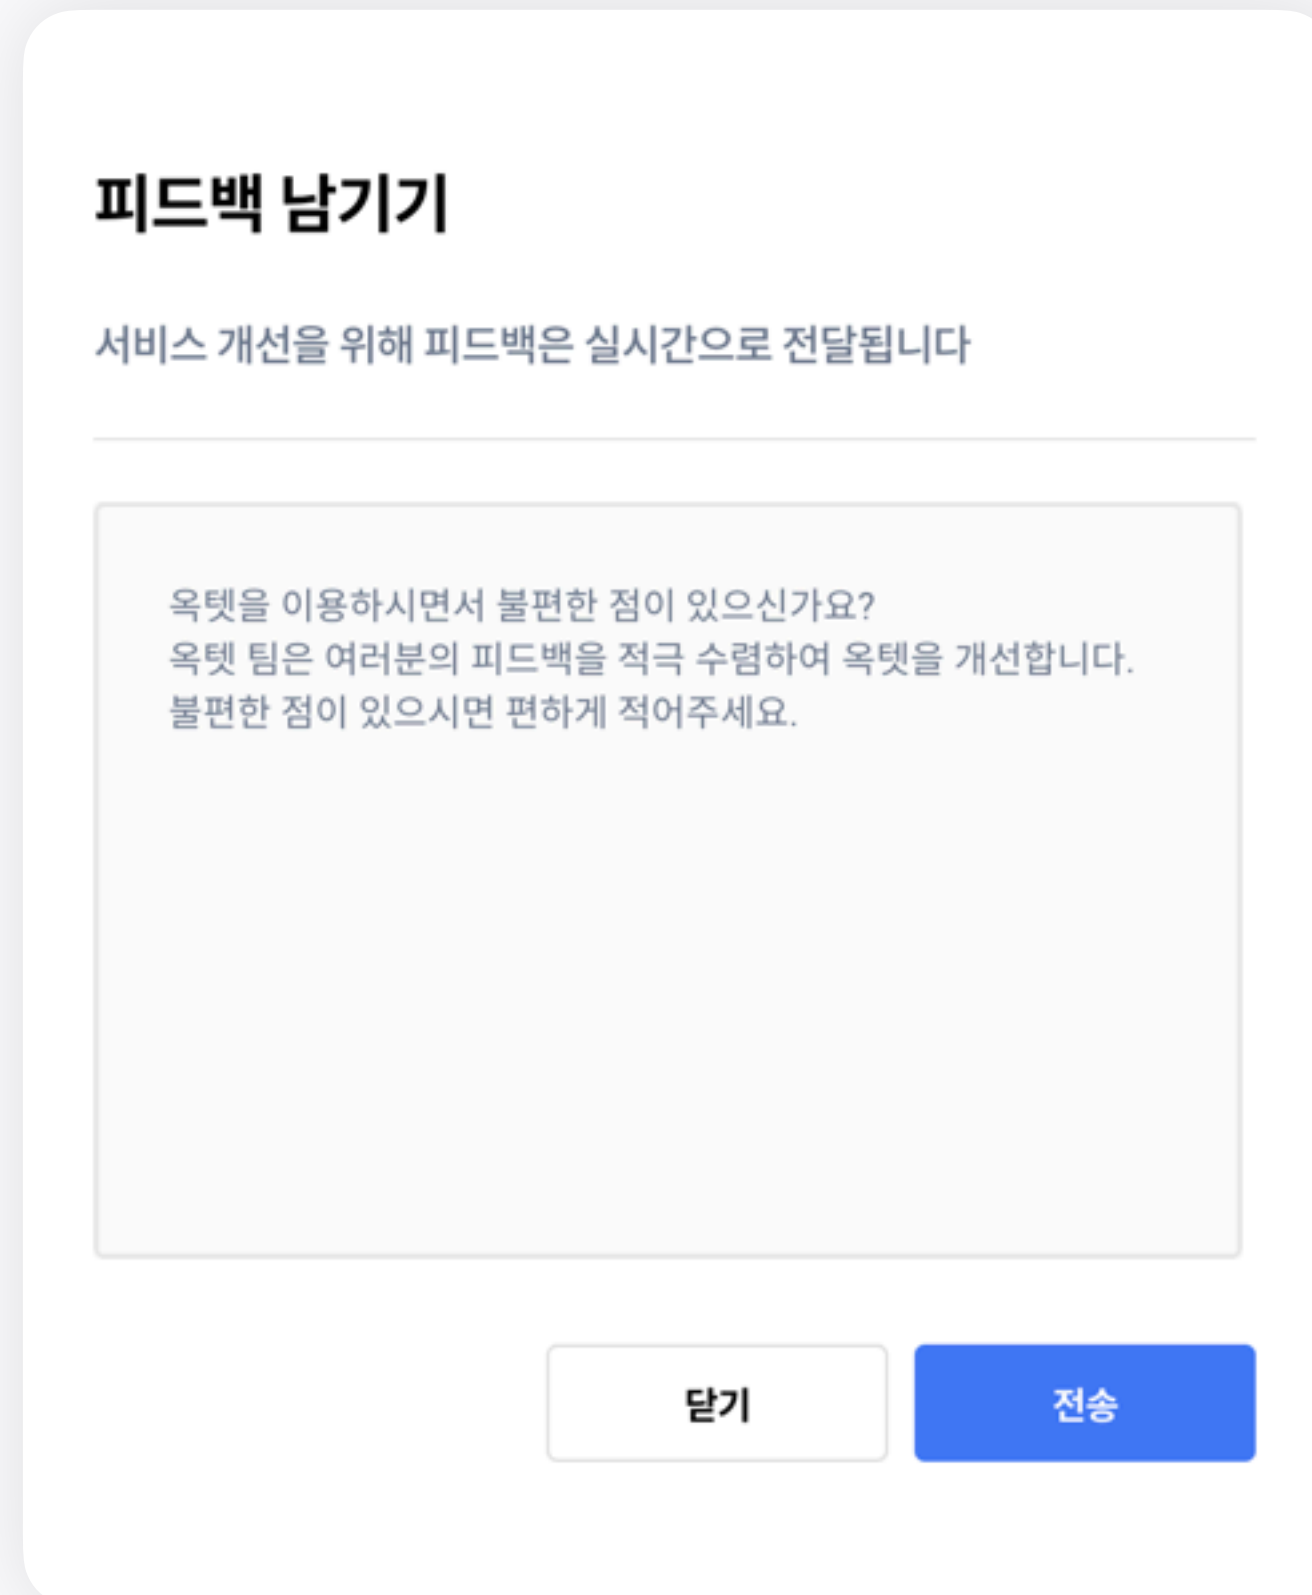 피드백 남기기
서비스 개선을 위해 피드백은 실시간으로 전달됩니다
옥텟을 이용하시면서 불편한 점이 있으신가요?
옥텟 팀은 여러분의 피드백을 적극 수렴하여 옥텟을 개선합니다.
불편한 점이 있으시면 편하게 적어주세요.
닫기
전송